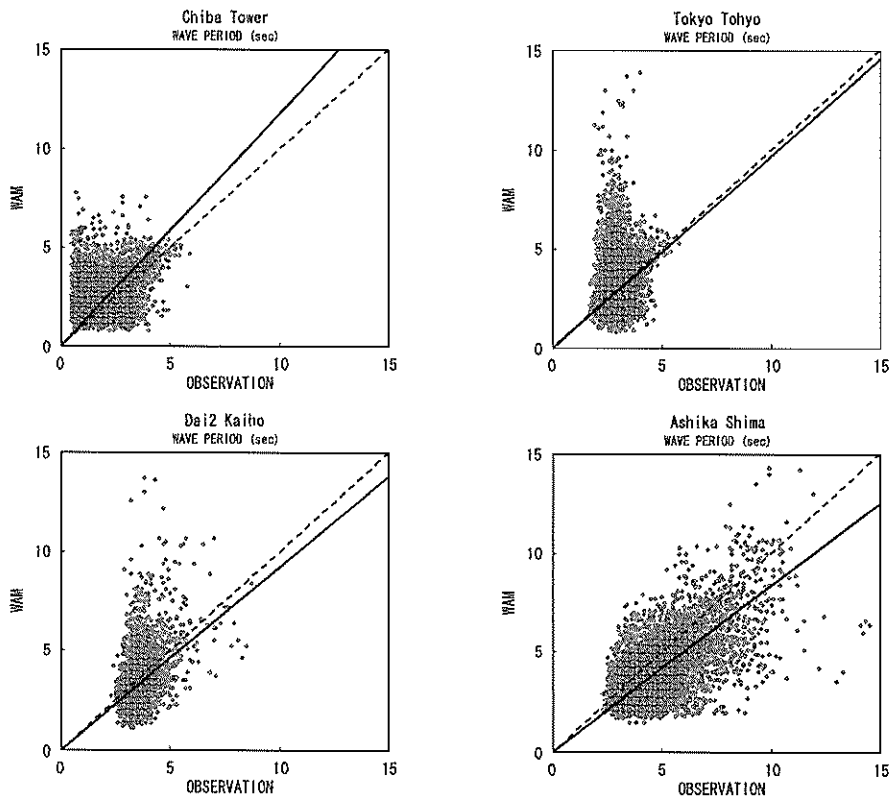 Chiba Tower
WAVE PERIOD (sec)
15
10
5
0
WAM
0
5
10
15
OBSERVATION
Tokyo Tohyo
WAVE PERIOD (sec)
15
10
5
0
WAM
0
5
10
15
OBSERVATION
Dai2 Kaiho
WAVE PERIOD (sec)
15
10
5
0
WAM
0
5
10
15
OBSERVATION
Ashika Shima
WAVE PERIOD (sec)
15
10
5
0
WAM
0
5
10
15
OBSERVATION